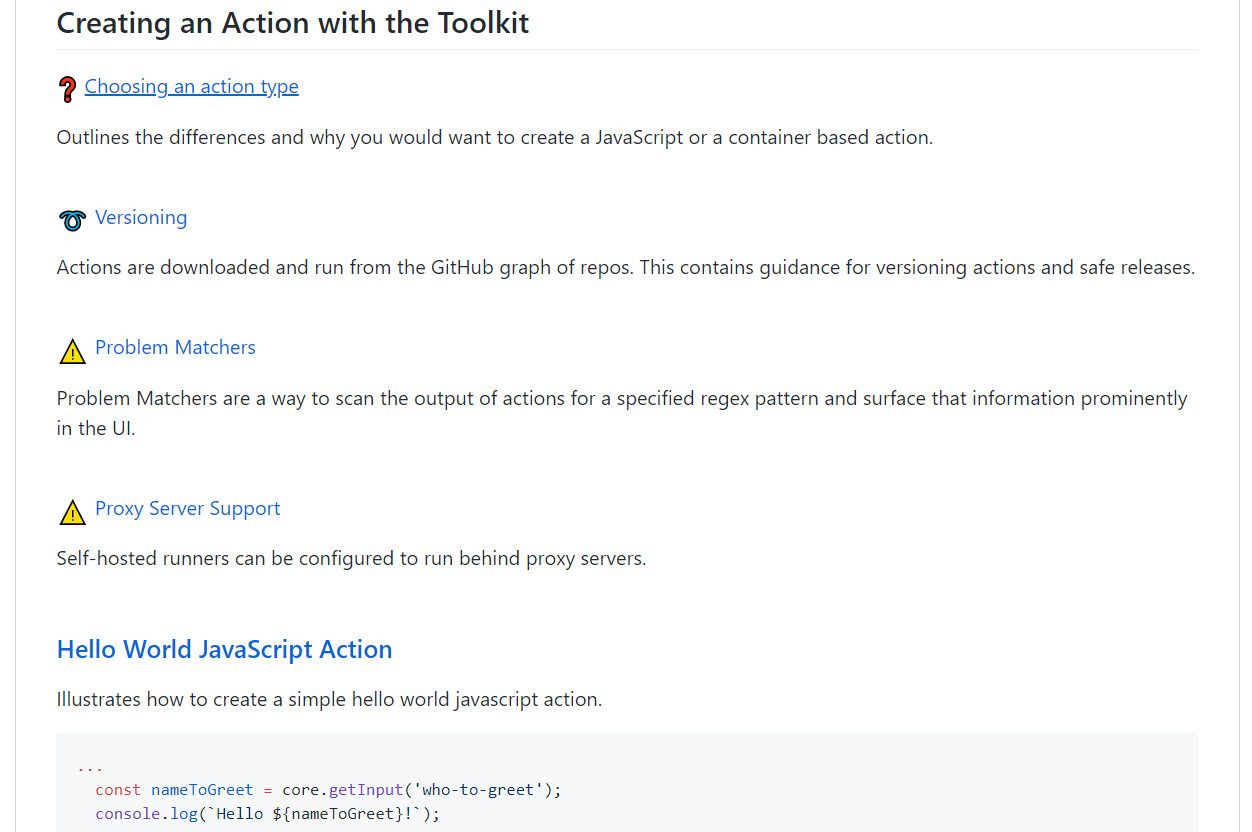 Creating an Action with the Toolkit
❓ Choosing an action type
Outlines the differences and why you would want to create a JavaScript or a container based action.
➰ Versioning
Actions are downloaded and run from the GitHub graph of repos. This contains guidance for versioning actions and safe releases.
⚠ Problem Matchers
Problem Matchers are a way to scan the output of actions for a specified regex pattern and surface that information prominently
in the UI.
⚠ Proxy Server Support
Self-hosted runners can be configured to run behind proxy servers.
Hello World JavaScript Action
Illustrates how to create a simple hello world javascript action.
...
const nameToGreet = core.getInput('who-to-greet');
console.log(`Hello ${nameToGreet}!`);